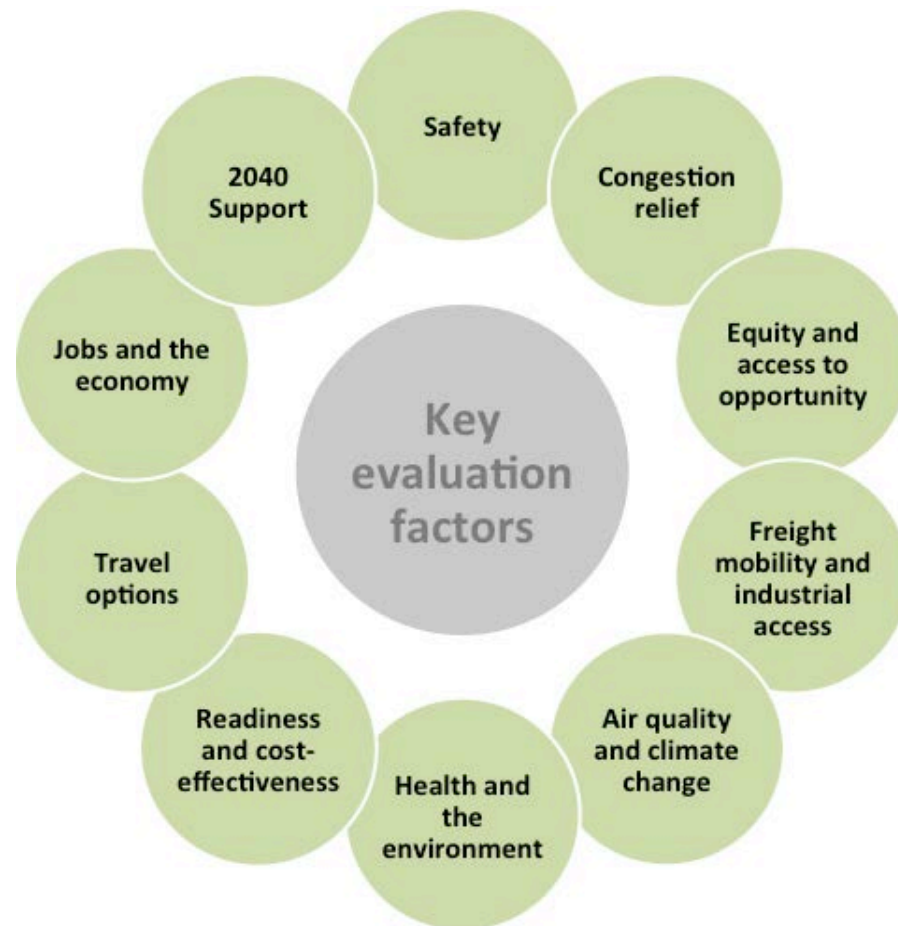 Safety
Congestion
relief
Equity and
access to
opportunity
Freight
mobility and
industrial
access
Air quality
and climate
change
Health and
the
environment
Readiness
and cost-
effectiveness
Travel
options
Jobs and the
economy
2040
Support
Key
evaluation
factors